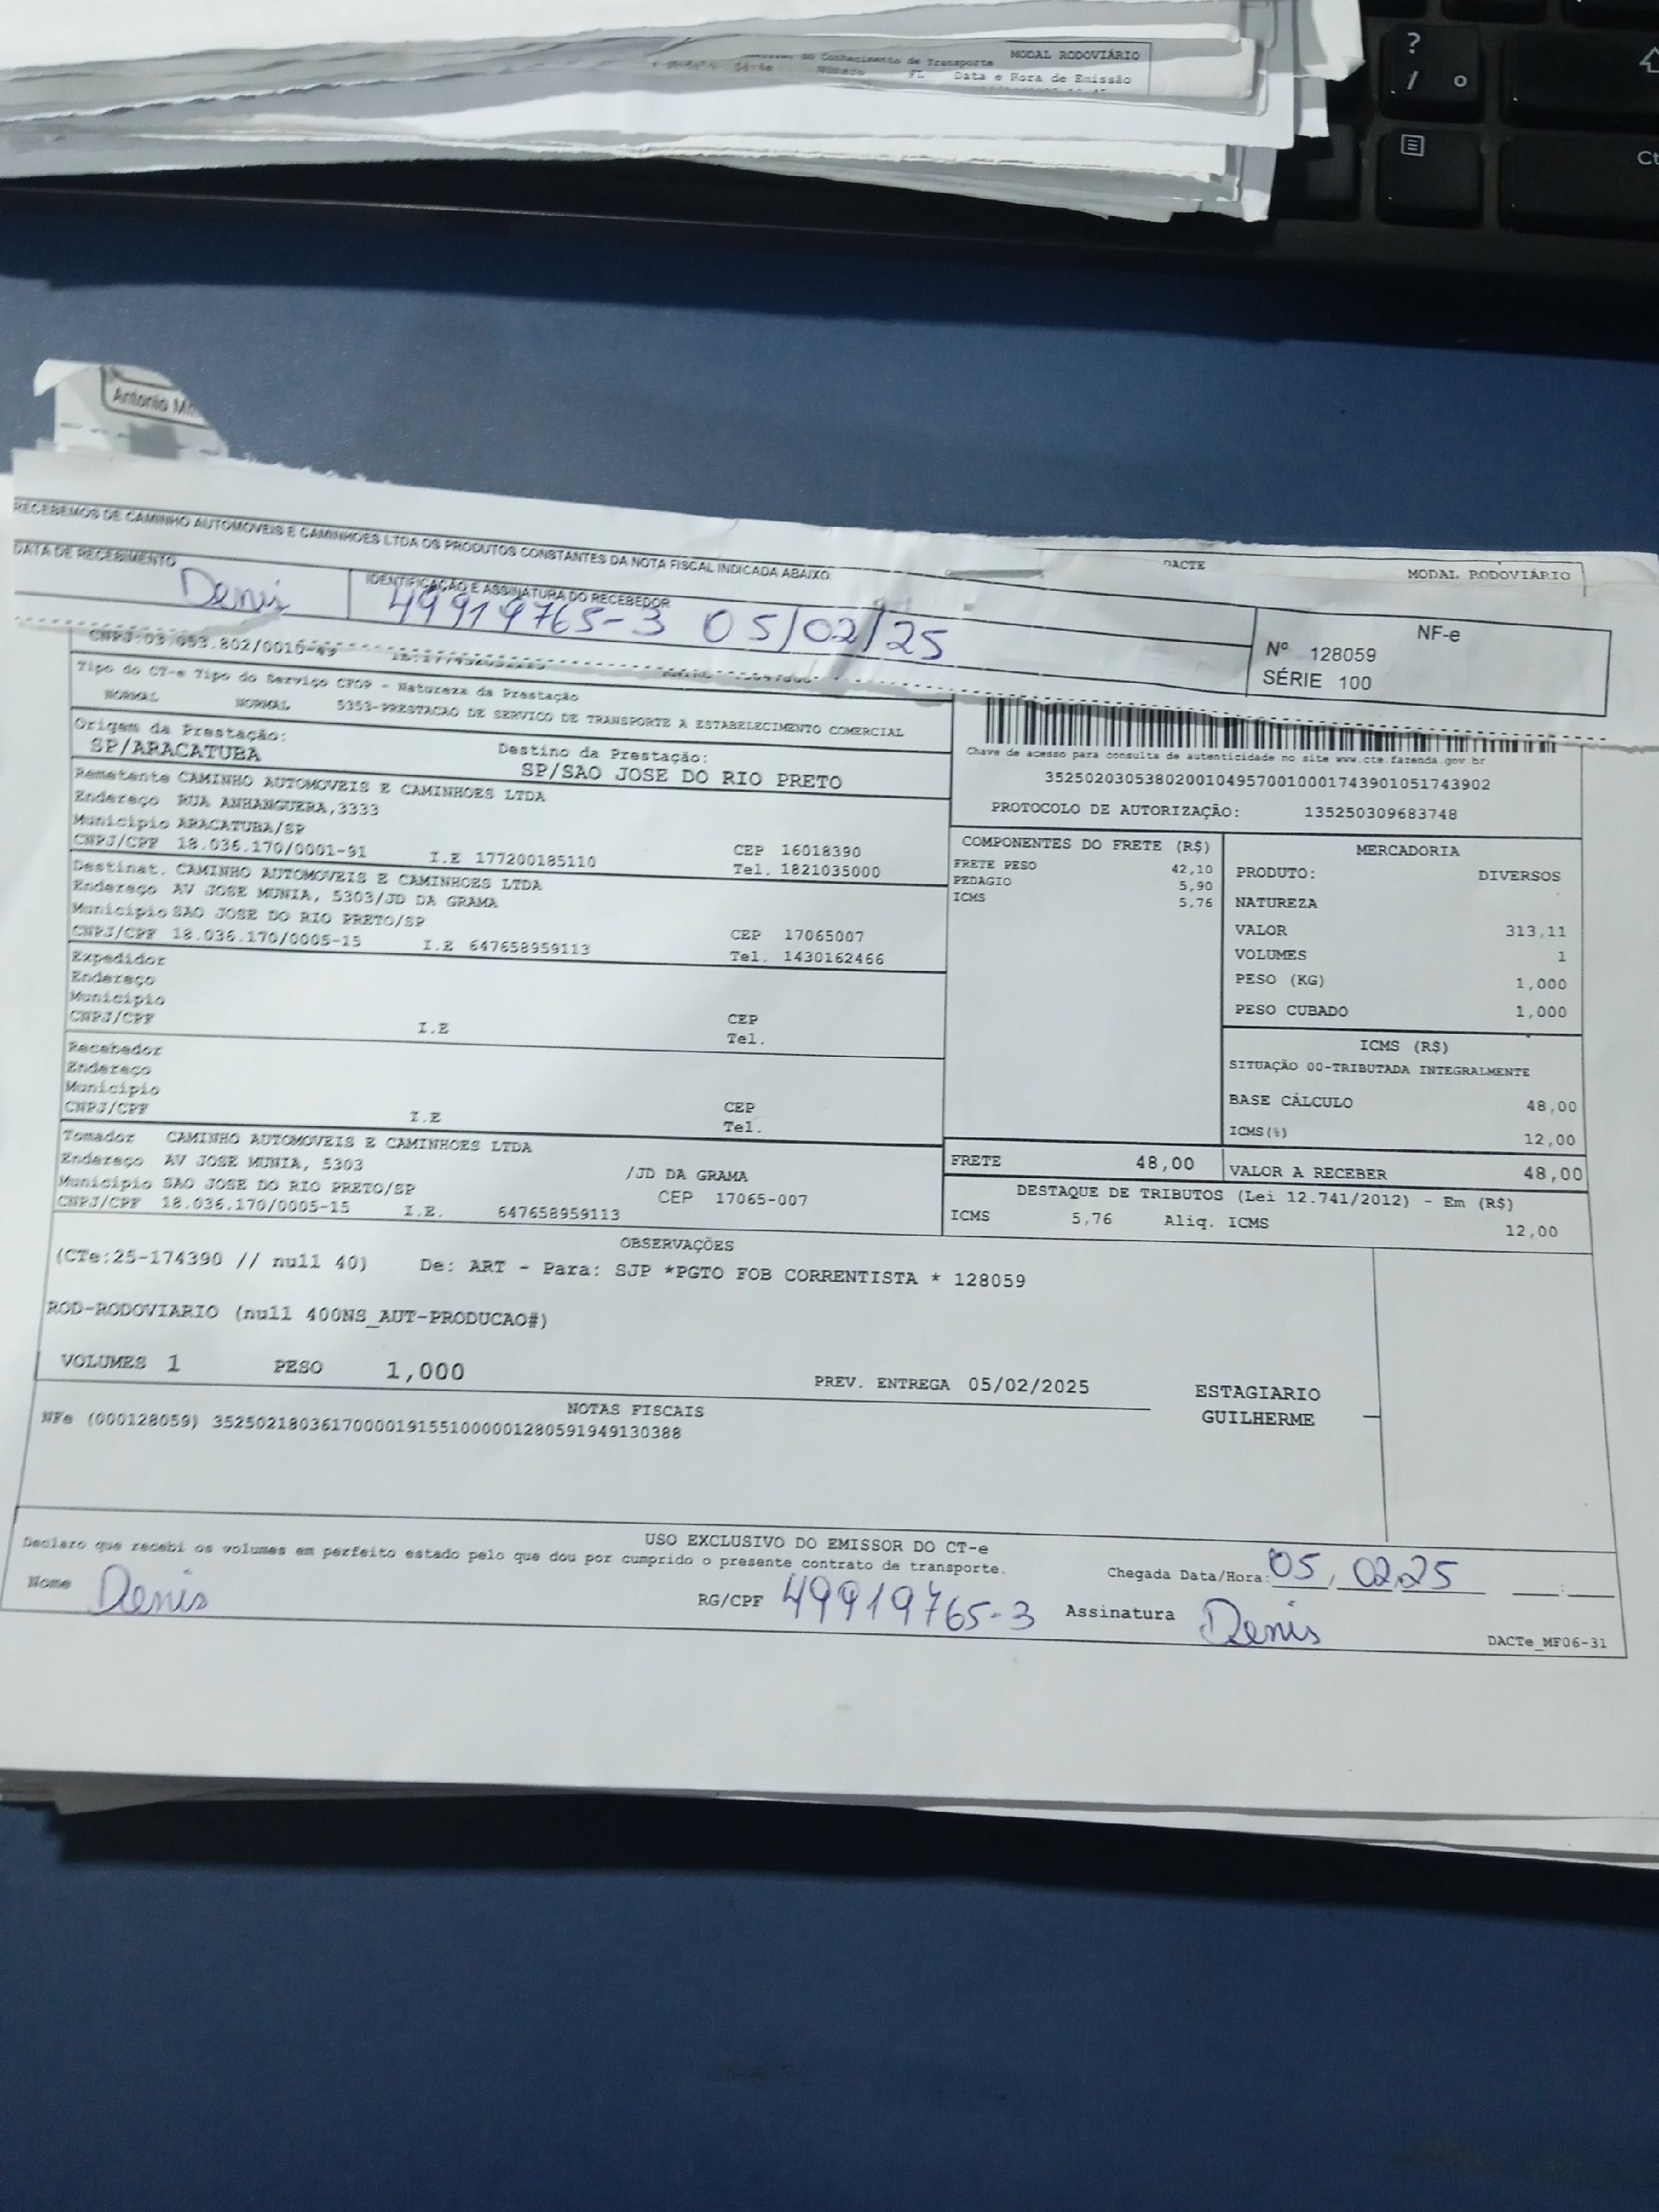 do Conhecimento de Transporte MODAL RODOVIÁRIO
Número FL Data e Hora de Emissão
? / °
Antonio M
RECEBEMOS DE CAMINHO AUTOMOVEIS E CAMINHOES LTDA OS PRODUTOS CONSTANTES DA NOTA FISCAL INDICADA ABAIXO
DACTE MODAL RODOVIÁRIO
DATA DE RECEBIMENTO IDENTIFICAÇÃO E ASSINATURA DO RECEBEDOR
Denis 49919765-3 05/02/25
NF-e
Nº 128059
SÉRIE 100
Tipo do CT-e Tipo do Serviço CFOP - Natureza da Prestação
NORMAL NORMAL 5353-PRESTACAO DE SERVICO DE TRANSPORTE A ESTABELECIMENTO COMERCIAL
Origem da Prestação: Destino da Prestação:
SP/ARACATUBA SP/SAO JOSE DO RIO PRETO
Chave de acesso para consulta de autenticidade no site www.cte.fazenda.gov.br
35250203053802001049570010001743901051743902
PROTOCOLO DE AUTORIZAÇÃO: 135250309683748
Remetente CAMINHO AUTOMOVEIS E CAMINHOES LTDA
Endereço RUA ANHANGUERA,3333
Município ARACATUBA/SP CEP 16018390
CNPJ/CPF 18.036.170/0001-91 I.E 177200185110 Tel. 1821035000
Destinat. CAMINHO AUTOMOVEIS E CAMINHOES LTDA
Endereço AV JOSE MUNIA, 5303/JD DA GRAMA
Município SAO JOSE DO RIO PRETO/SP CEP 17065007
CNPJ/CPF 18.036.170/0005-15 I.E 647658959113 Tel. 1430162466
Expedidor
Endereço
Município CEP
CNPJ/CPF I.E Tel.
Recebedor
Endereço
Município CEP
CNPJ/CPF I.E Tel.
Tomador CAMINHO AUTOMOVEIS E CAMINHOES LTDA
Endereço AV JOSE MUNIA, 5303 /JD DA GRAMA
Município SAO JOSE DO RIO PRETO/SP CEP 17065-007
CNPJ/CPF 18.036.170/0005-15 I.E. 647658959113
COMPONENTES DO FRETE (R$)
FRETE PESO 42,10
PEDAGIO 5,90
ICMS 5,76
MERCADORIA
PRODUTO: DIVERSOS
NATUREZA
VALOR 313,11
VOLUMES 1
PESO (KG) 1,000
PESO CUBADO 1,000
ICMS (R$)
SITUAÇÃO 00-TRIBUTADA INTEGRALMENTE
BASE CÁLCULO 48,00
ICMS(%) 12,00
FRETE 48,00 VALOR A RECEBER 48,00
DESTAQUE DE TRIBUTOS (Lei 12.741/2012) - Em (R$)
ICMS 5,76 Aliq. ICMS 12,00
OBSERVAÇÕES
(CTe:25-174390 // null 40) De: ART - Para: SJP *PGTO FOB CORRENTISTA * 128059
ROD-RODOVIARIO (null 400NS_AUT-PRODUCAO#)
VOLUMES 1 PESO 1,000 PREV. ENTREGA 05/02/2025
ESTAGIARIO
GUILHERME
NOTAS FISCAIS
NFe (000128059) 35250218036170000191551000001280591949130388
USO EXCLUSIVO DO EMISSOR DO CT-e
Declaro que recebi os volumes em perfeito estado pelo que dou por cumprido o presente contrato de transporte. Chegada Data/Hora: 05, 02,25 :
Nome Denis RG/CPF 49919765-3 Assinatura Denis
DACTe_MF06-31